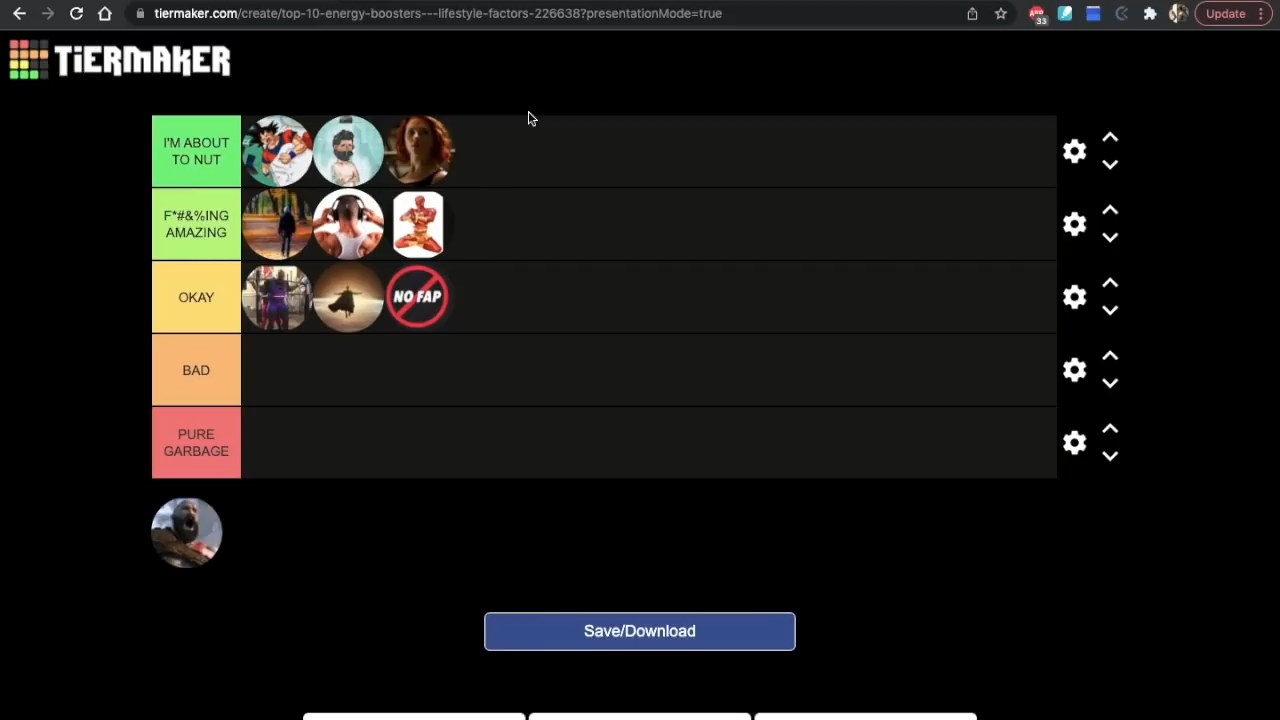 tiermaker.com/create/top-10-energy-boosters---lifestyle-factors-226638?presentationMode=true
33
Update
TiERMAKER
I'M ABOUT
TO NUT
F*#&%ING
AMAZING
OKAY
NO FAP
BAD
PURE
GARBAGE
Save/Download